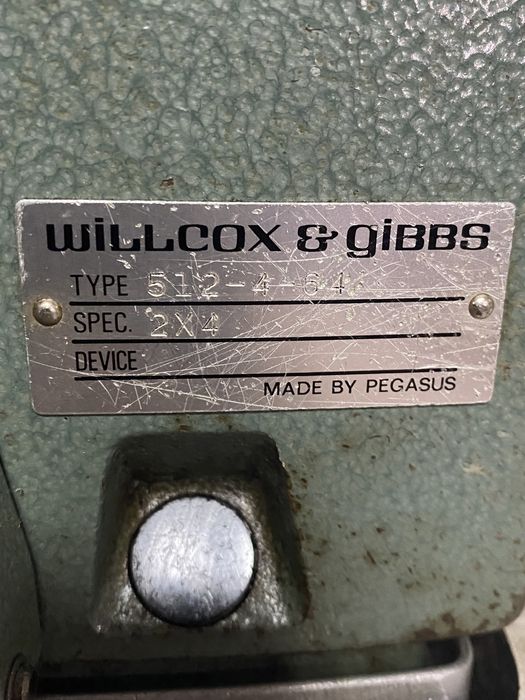 WiLLCOX & giBBS
TYPE 512-4-64
SPEC. 2X4
DEVICE
MADE BY PEGASUS